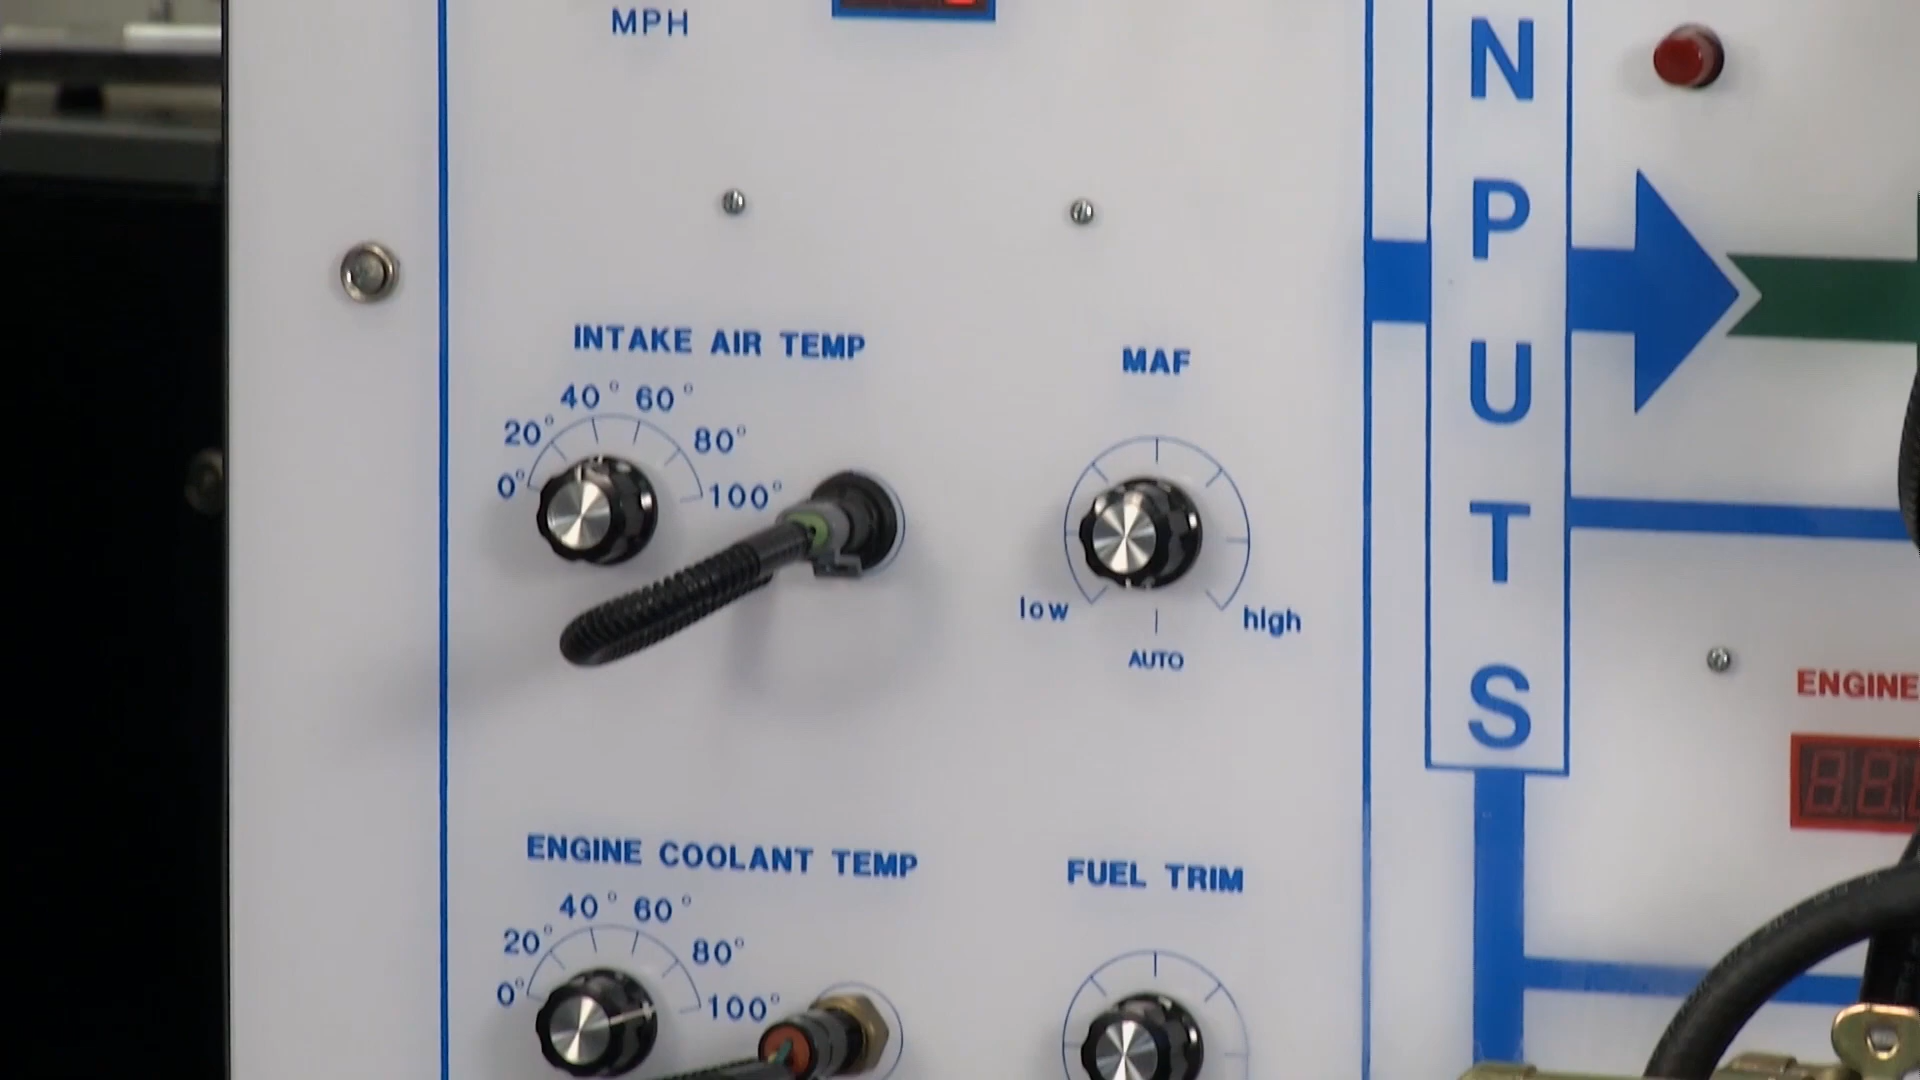 MPH
INTAKE AIR TEMP
0° 20° 40° 60° 80° 100°
MAF
low high
AUTO
ENGINE COOLANT TEMP
0° 20° 40° 60° 80° 100°
FUEL TRIM
N
P
U
T
S
ENGINE